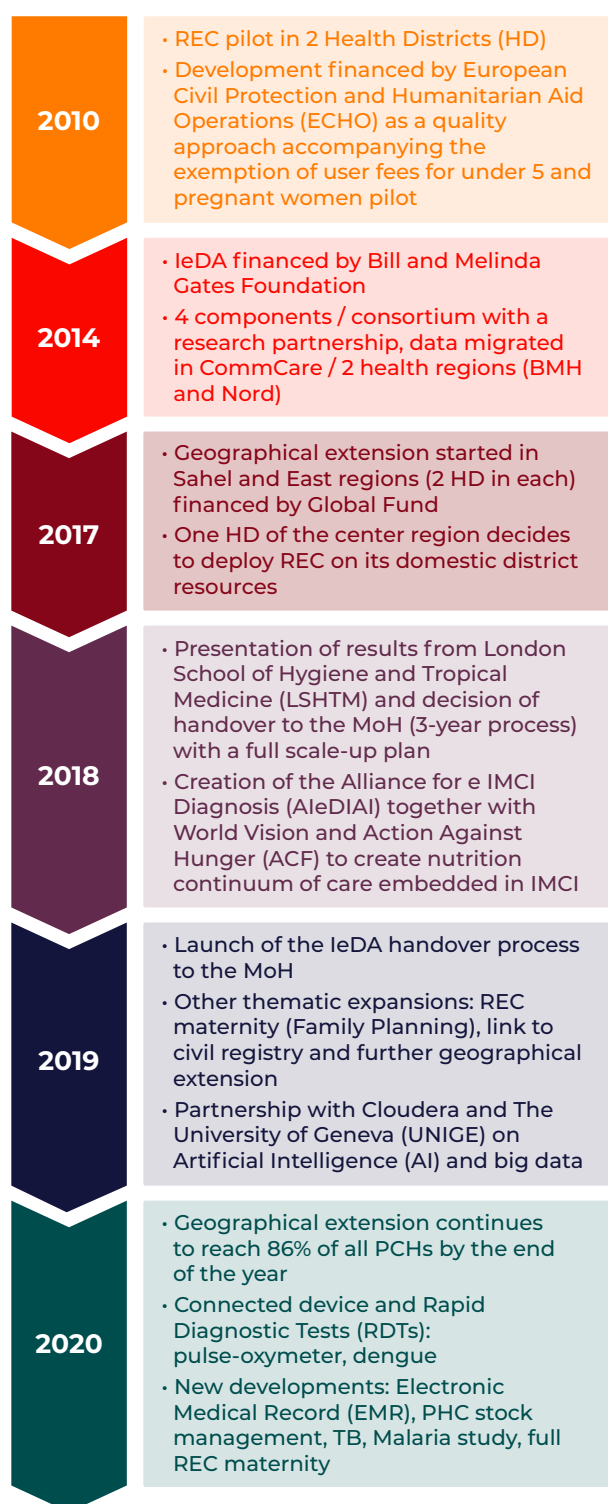 2010
• REC pilot in 2 Health Districts (HD)
• Development financed by European
Civil Protection and Humanitarian Aid
Operations (ECHO) as a quality
approach accompanying the
exemption of user fees for under 5 and
pregnant women pilot
2014
• IeDA financed by Bill and Melinda
Gates Foundation
• 4 components / consortium with a
research partnership, data migrated
in CommCare / 2 health regions (BMH
and Nord)
2017
• Geographical extension started in
Sahel and East regions (2 HD in each)
financed by Global Fund
• One HD of the center region decides
to deploy REC on its domestic district
resources
2018
• Presentation of results from London
School of Hygiene and Tropical
Medicine (LSHTM) and decision of
handover to the MoH (3-year process)
with a full scale-up plan
• Creation of the Alliance for e IMCI
Diagnosis (AIeDIAI) together with
World Vision and Action Against
Hunger (ACF) to create nutrition
continuum of care embedded in IMCI
2019
• Launch of the IeDA handover process
to the MoH
• Other thematic expansions: REC
maternity (Family Planning), link to
civil registry and further geographical
extension
• Partnership with Cloudera and The
University of Geneva (UNIGE) on
Artificial Intelligence (AI) and big data
2020
• Geographical extension continues
to reach 86% of all PCHs by the end
of the year
• Connected device and Rapid
Diagnostic Tests (RDTs):
pulse-oxymeter, dengue
• New developments: Electronic
Medical Record (EMR), PHC stock
management, TB, Malaria study, full
REC maternity